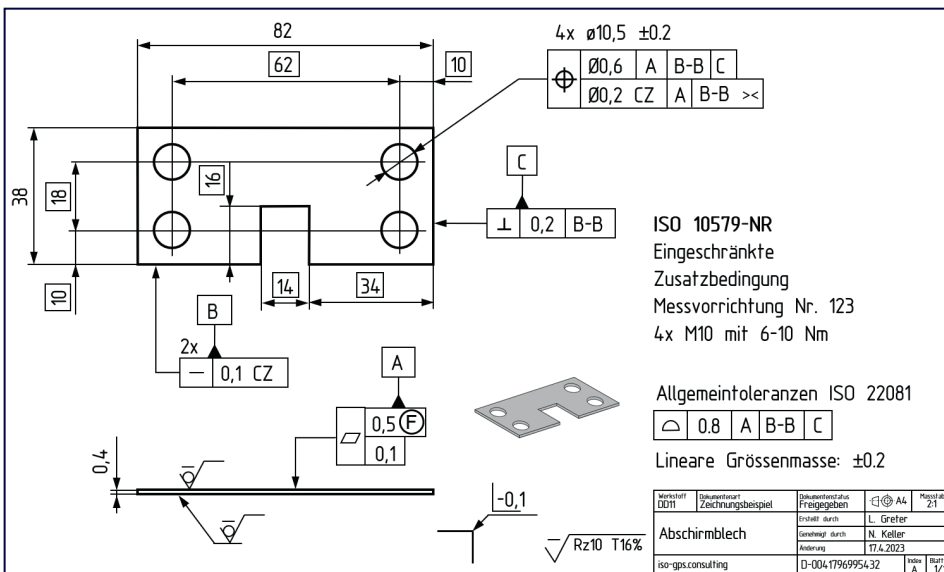 82
62
10
4x ø10,5 ±0.2
⌖ Ø0,6 A B-B C
Ø0,2 CZ A B-B ><
38
18
16
10
14
34
C
⊥ 0,2 B-B
B
2x
— 0,1 CZ
A
⏥ 0,5 Ⓕ
0,1
0,4
-0,1
Rz10 T16%
ISO 10579-NR
Eingeschränkte
Zusatzbedingung
Messvorrichtung Nr. 123
4x M10 mit 6-10 Nm
Allgemeintoleranzen ISO 22081
⌓ 0.8 A B-B C
Lineare Grössenmasse: ±0.2
Werkstoff Dokumentenart Dokumentenstatus A4 Massstab
DD11 Zeichnungsbeispiel Freigegeben 2:1
Abschirmblech
Erstellt durch L. Greter
Genehmigt durch N. Keller
Änderung 17.4.2023
iso-gps.consulting D-0041796995432
Index A
Blatt